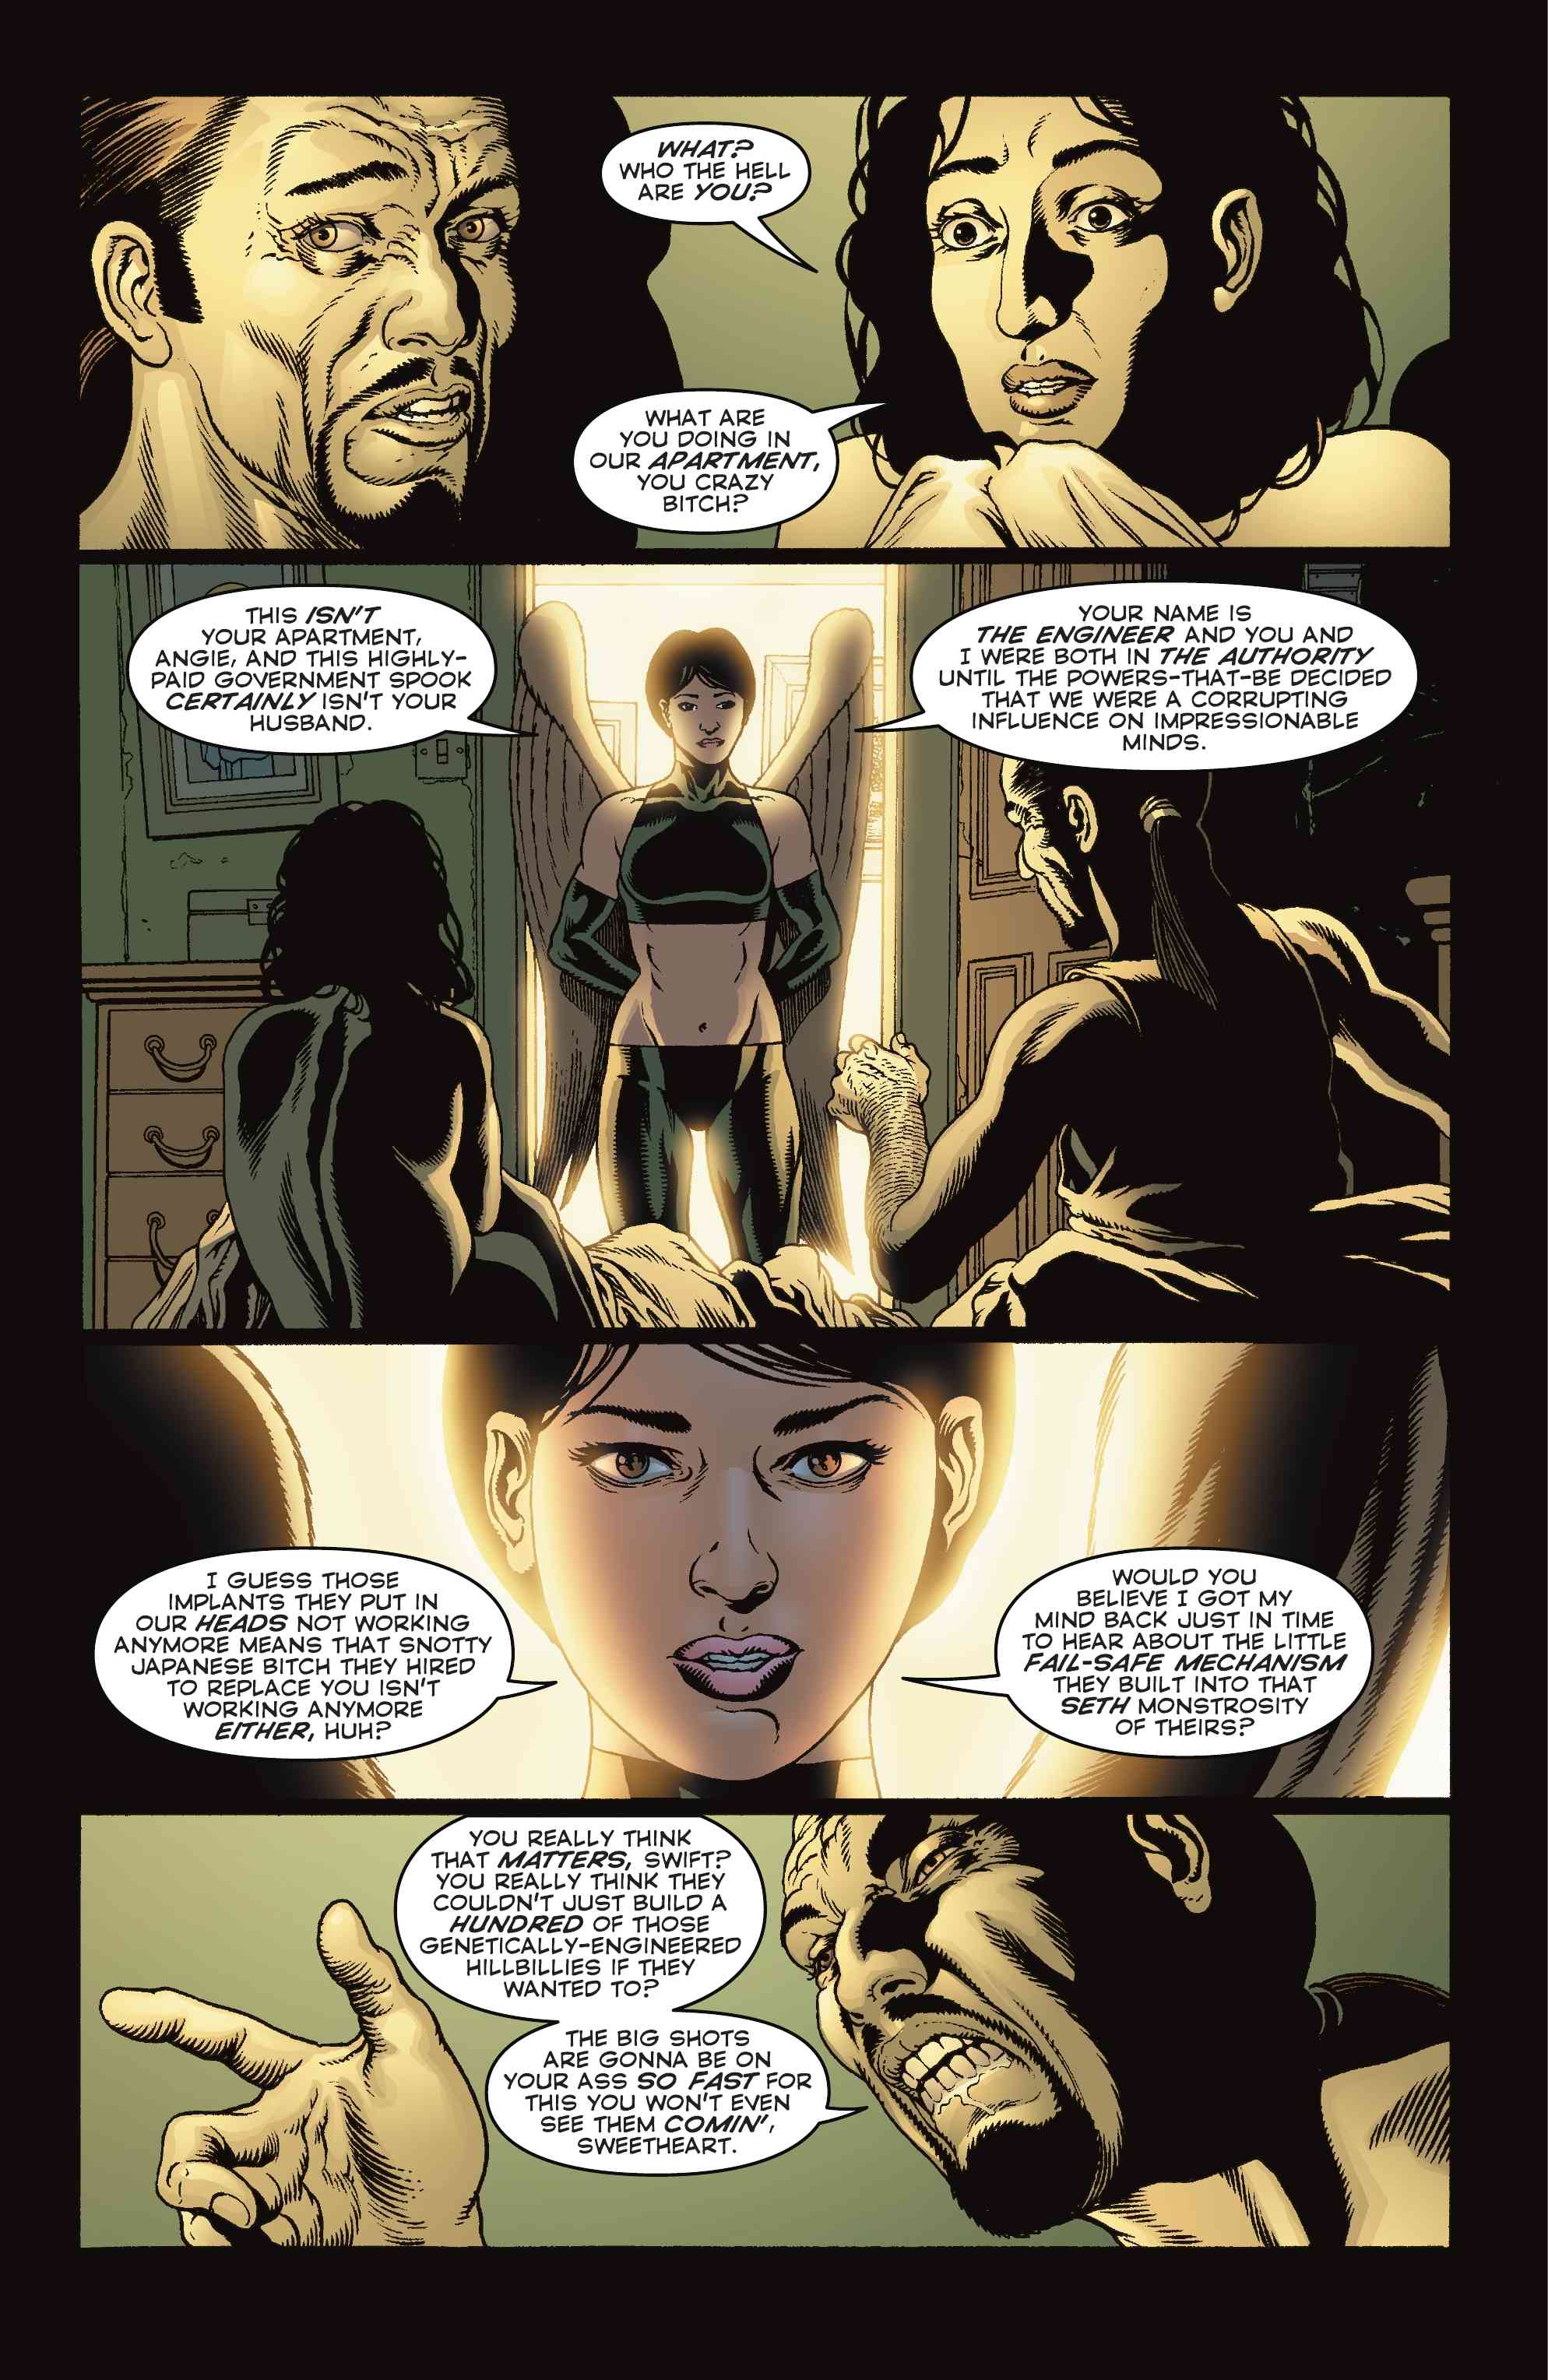 WHAT?
WHO THE HELL
ARE YOU?
WHAT ARE
YOU DOING IN
OUR APARTMENT,
YOU CRAZY
BITCH?
THIS ISN'T
YOUR APARTMENT,
ANGIE, AND THIS HIGHLY-
PAID GOVERNMENT SPOOK
CERTAINLY ISN'T YOUR
HUSBAND.
YOUR NAME IS
THE ENGINEER AND YOU AND
I WERE BOTH IN THE AUTHORITY
UNTIL THE POWERS-THAT-BE DECIDED
THAT WE WERE A CORRUPTING
INFLUENCE ON IMPRESSIONABLE
MINDS.
I GUESS THOSE
IMPLANTS THEY PUT IN
OUR HEADS NOT WORKING
ANYMORE MEANS THAT SNOTTY
JAPANESE BITCH THEY HIRED
TO REPLACE YOU ISN'T
WORKING ANYMORE
EITHER, HUH?
WOULD YOU
BELIEVE I GOT MY
MIND BACK JUST IN TIME
TO HEAR ABOUT THE LITTLE
FAIL-SAFE MECHANISM
THEY BUILT INTO THAT
SETH MONSTROSITY
OF THEIRS?
YOU REALLY THINK
THAT MATTERS, SWIFT?
YOU REALLY THINK THEY
COULDN'T JUST BUILD A
HUNDRED OF THOSE
GENETICALLY-ENGINEERED
HILLBILLIES IF THEY
WANTED TO?
THE BIG SHOTS
ARE GONNA BE ON
YOUR ASS SO FAST FOR
THIS YOU WON'T EVEN
SEE THEM COMIN',
SWEETHEART.